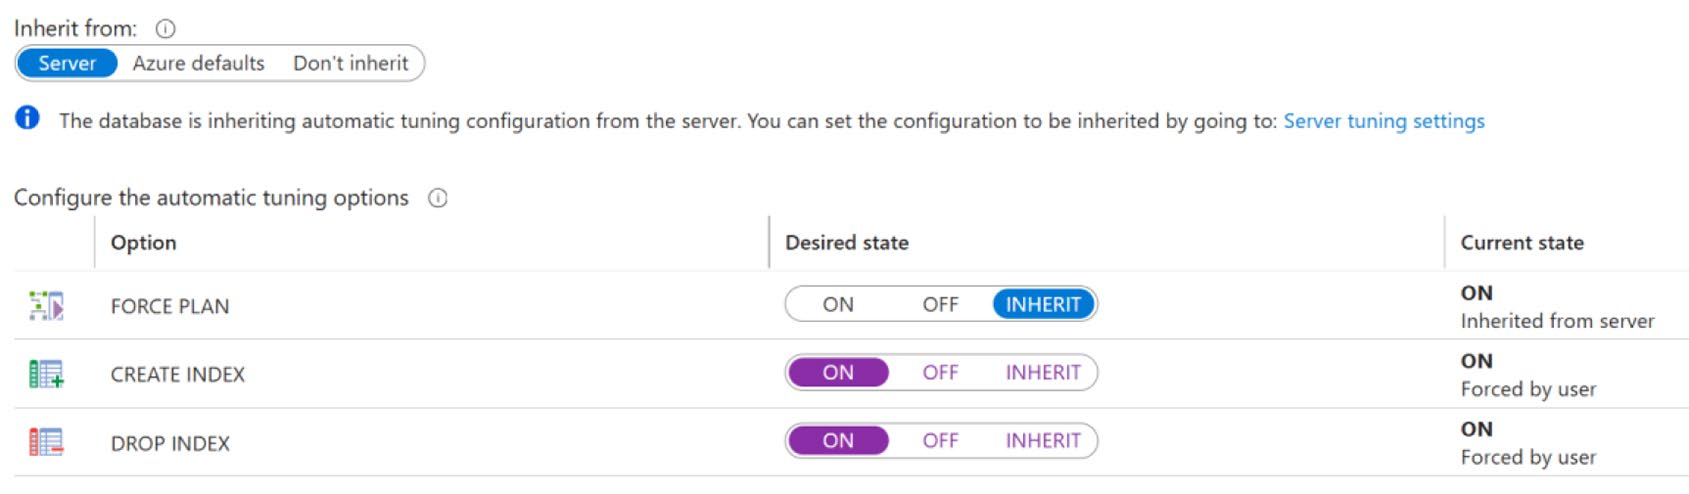 Inherit from:
Server Azure defaults Don't inherit
The database is inheriting automatic tuning configuration from the server. You can set the configuration to be inherited by going to: Server tuning settings
Configure the automatic tuning options
Option Desired state Current state
FORCE PLAN ON OFF INHERIT ON
Inherited from server
CREATE INDEX ON OFF INHERIT ON
Forced by user
DROP INDEX ON OFF INHERIT ON
Forced by user